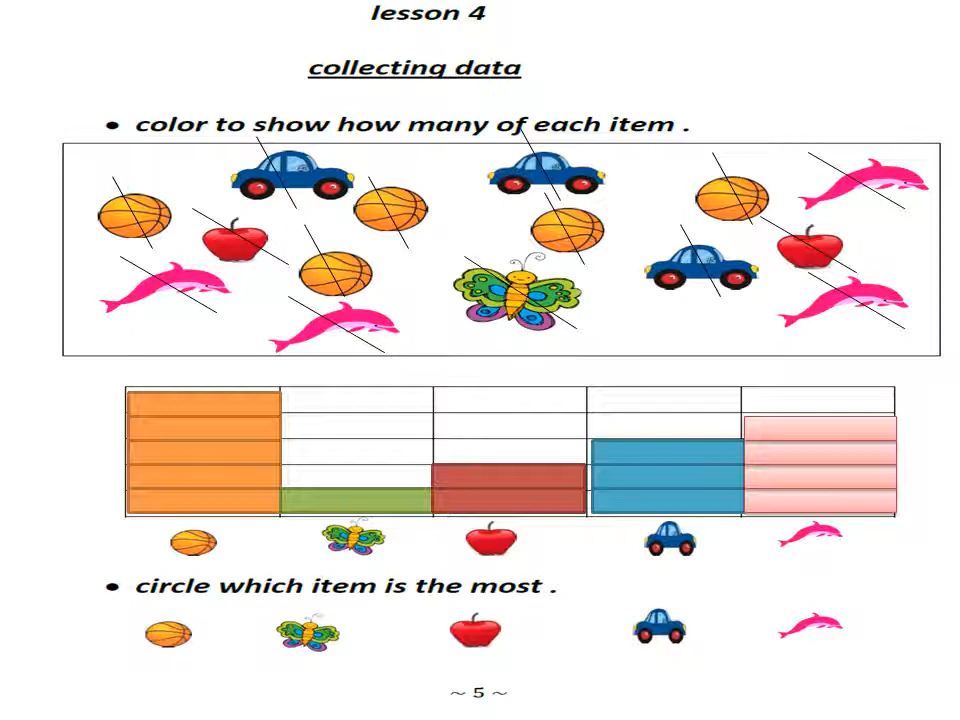 lesson 4
collecting data
• color to show how many of each item .
• circle which item is the most .
~ 5 ~